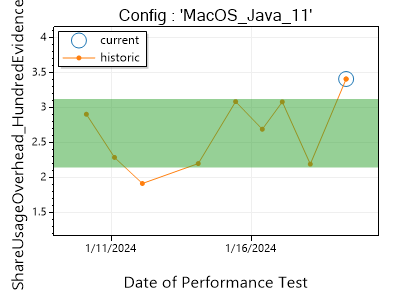 Config : 'MacOS_Java_11'
current
historic
4
3.5
3
2.5
2
1.5
ShareUsageOverhead_HundredEvidence
1/11/2024
1/16/2024
Date of Performance Test